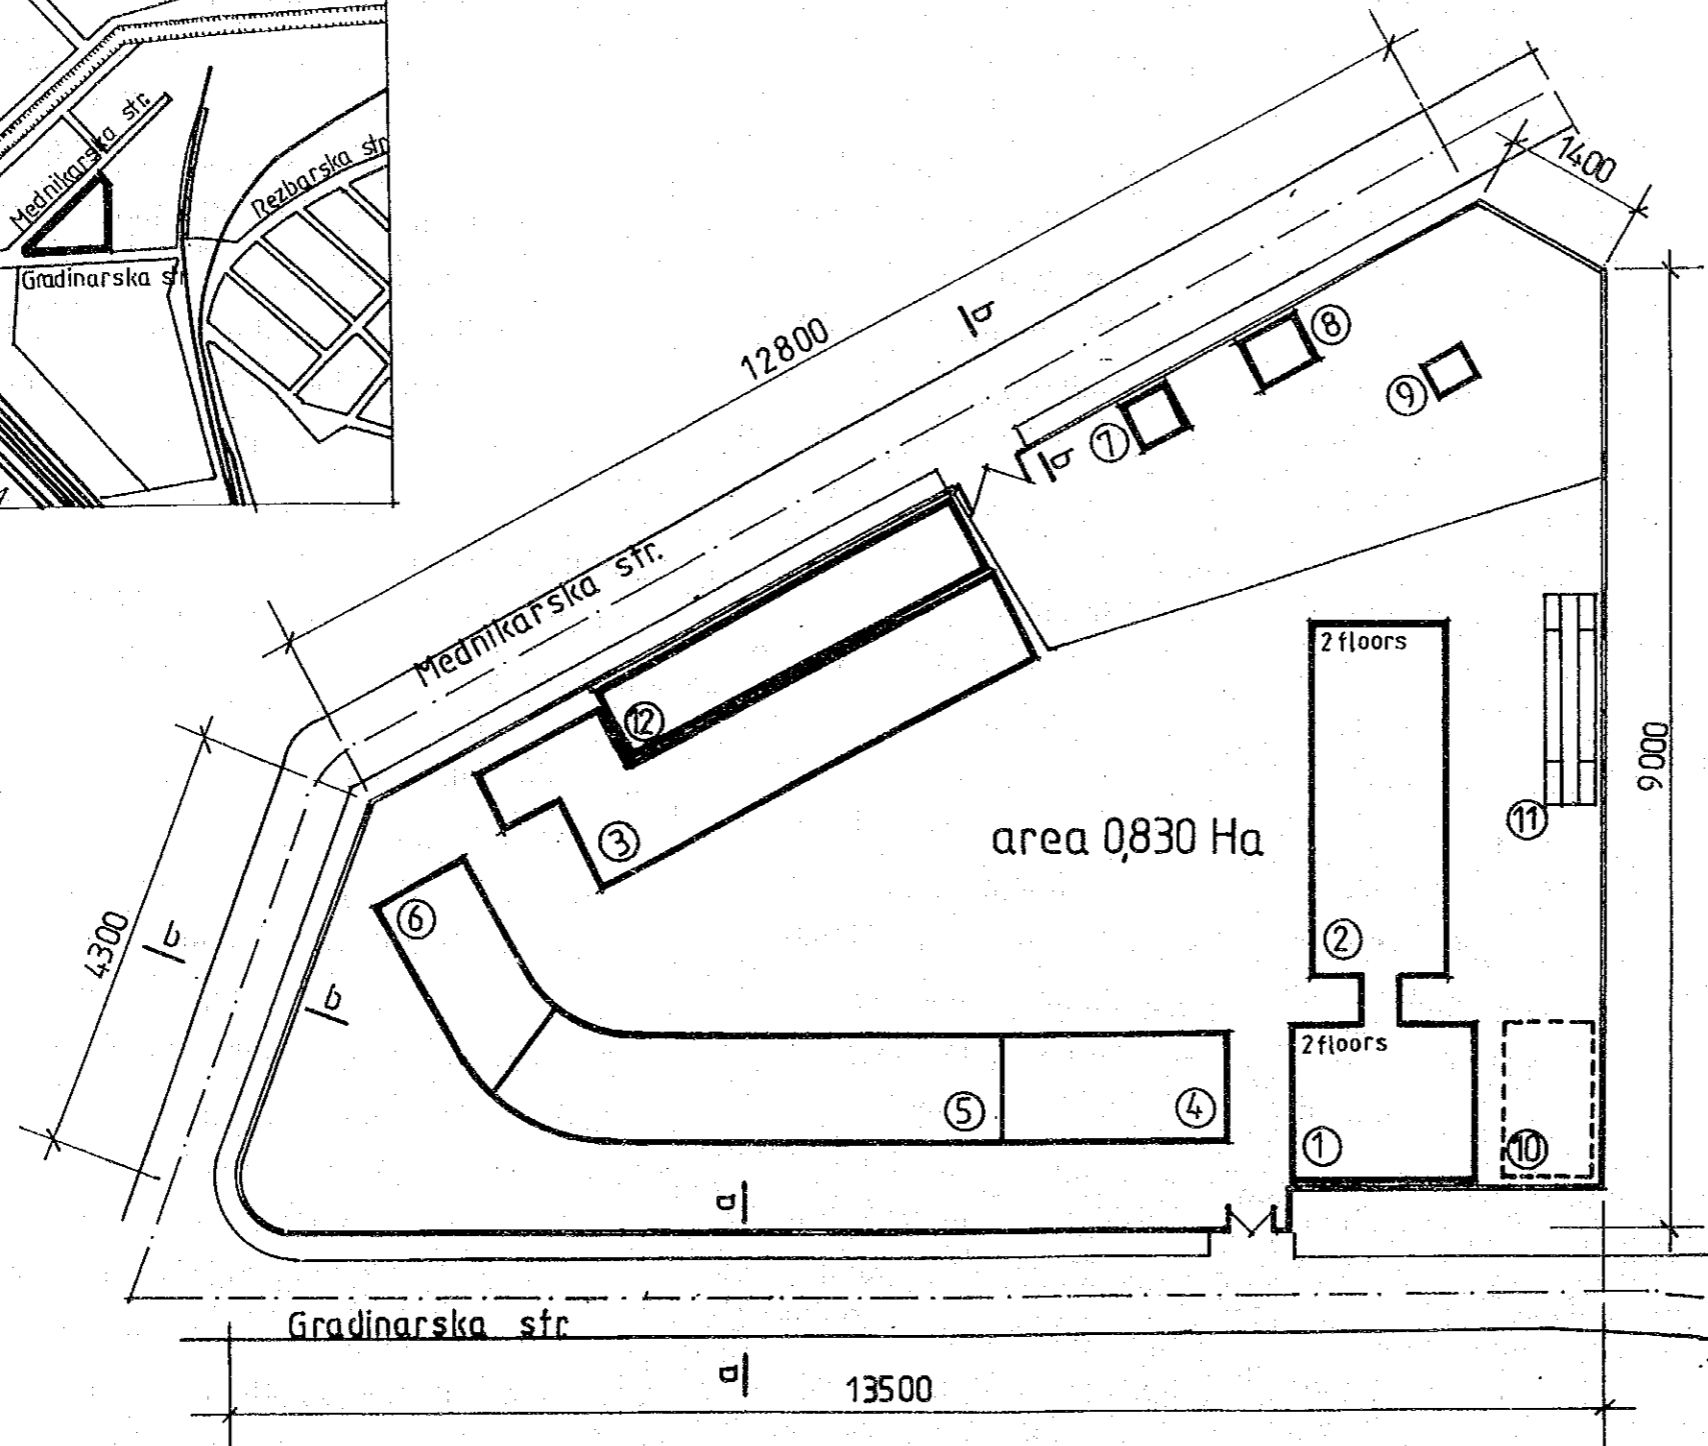 Mednikarska str.
Rezbarska str
Gradinarska str
1400
12800
a
8
9
7
a
Mednikarska str.
2 floors
12
9000
11
3
area 0,830 Ha
6
2
4300
b
b
2 floors
5
4
1
10
a
Gradinarska str.
a
13500